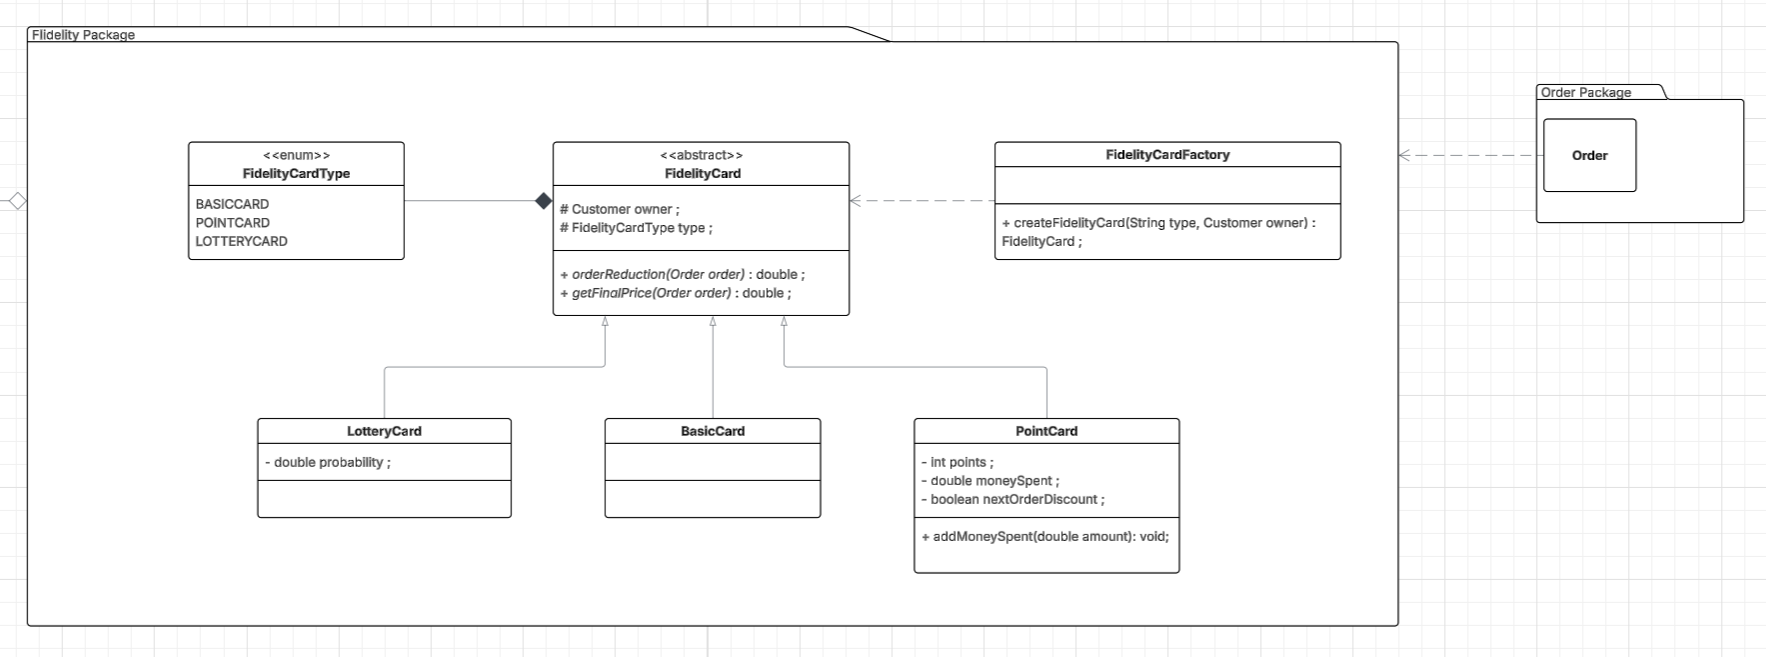 Flidelity Package
Order Package
<<enum>>
FidelityCardType
BASICCARD
POINTCARD
LOTTERYCARD
<<abstract>>
FidelityCard
# Customer owner ;
# FidelityCardType type ;
+ orderReduction(Order order) : double ;
+ getFinalPrice(Order order) : double ;
FidelityCardFactory
+ createFidelityCard(String type, Customer owner) :
FidelityCard ;
Order
LotteryCard
- double probability ;
BasicCard
PointCard
- int points ;
- double moneySpent ;
- boolean nextOrderDiscount ;
+ addMoneySpent(double amount): void;